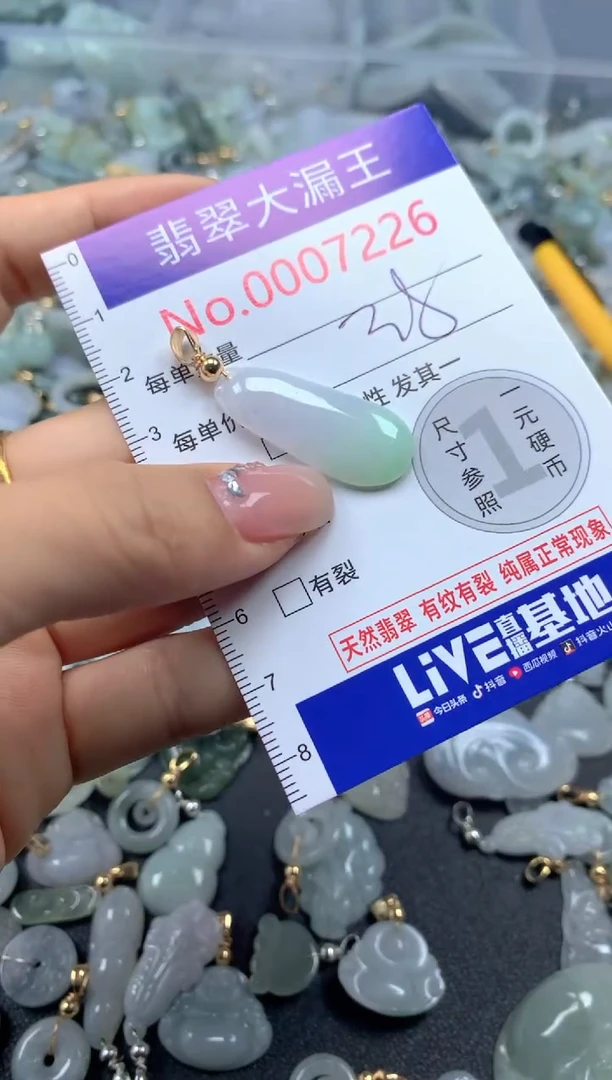 翡翠大漏王
No.0007226
0
1
2
3
6
7
8
每单 量
每单价
性 发其一
一元硬币
1
尺寸参照
有裂
天然翡翠 有纹有裂 纯属正常现象
LiVE直播基地
今日头条 抖音 西瓜视频 抖音火山